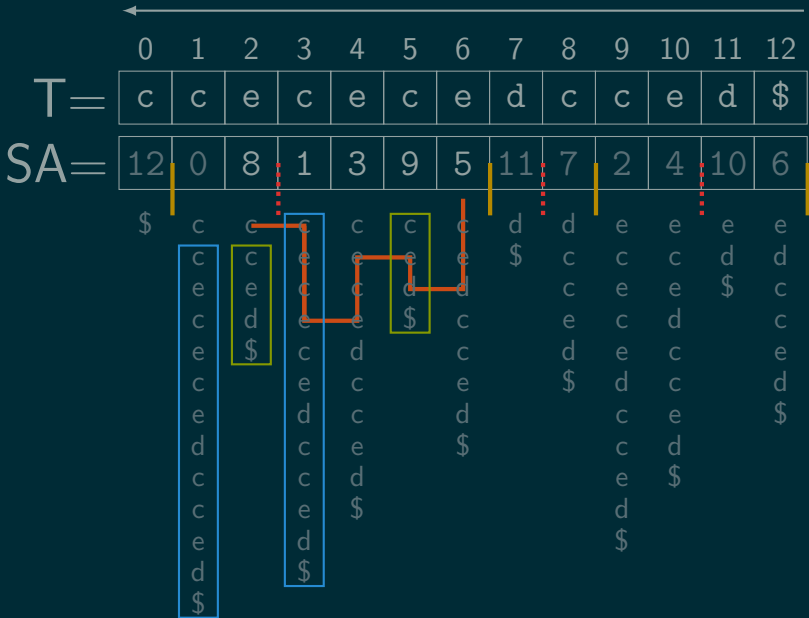 0 1 2 3 4 5 6 7 8 9 10 11 12
T= c c e c e c e d c c e d $
SA= 12 0 8 1 3 9 5 11 7 2 4 10 6
$ c c c c c c d d e e e e
c c e e e e $ c c c d d
e e c c d d c e e $ c
c d e e $ c e c d c
e $ c d c d e c e
c e c e $ d c d
e d c d c e $
d c e $ c d
c c d e $
c e $ d
e d $
d $
$